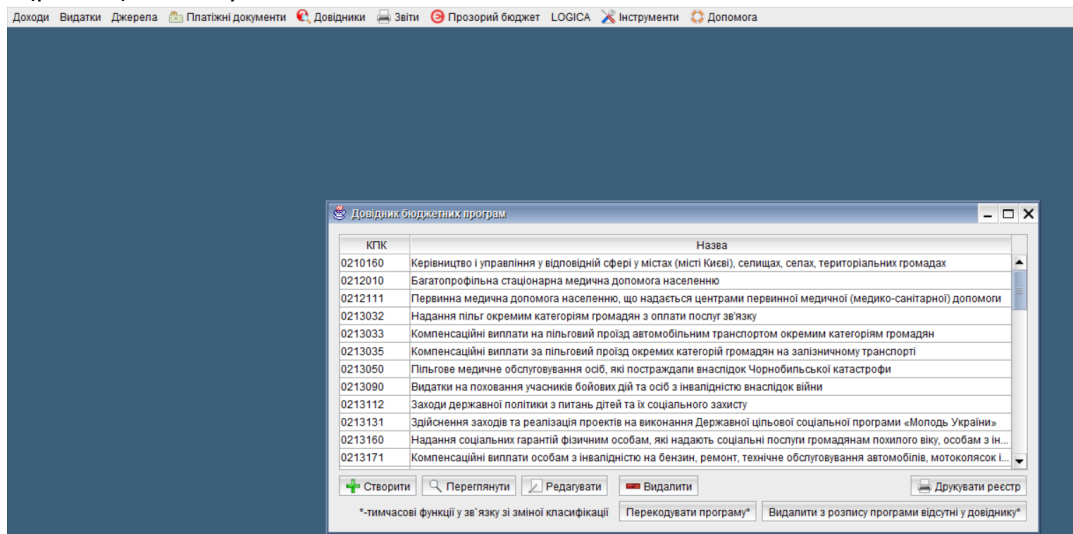 Доходи Видатки Джерела Платіжні документи Довідники Звіти Прозорий бюджет LOGICA Інструменти Допомога
Довідник бюджетних програм
КПК Назва
0210160 Керівництво і управління у відповідній сфері у містах (місті Києві), селищах, селах, територіальних громадах
0212010 Багатопрофільна стаціонарна медична допомога населенню
0212111 Первинна медична допомога населенню, що надається центрами первинної медичної (медико-санітарної) допомоги
0213032 Надання пільг окремим категоріям громадян з оплати послуг зв'язку
0213033 Компенсаційні виплати на пільговий проїзд автомобільним транспортом окремим категоріям громадян
0213035 Компенсаційні виплати за пільговий проїзд окремих категорій громадян на залізничному транспорті
0213050 Пільгове медичне обслуговування осіб, які постраждали внаслідок Чорнобильської катастрофи
0213090 Видатки на поховання учасників бойових дій та осіб з інвалідністю внаслідок війни
0213112 Заходи державної політики з питань дітей та їх соціального захисту
0213131 Здійснення заходів та реалізація проектів на виконання Державної цільової соціальної програми «Молодь України»
0213160 Надання соціальних гарантій фізичним особам, які надають соціальні послуги громадянам похилого віку, особам з ін...
0213171 Компенсаційні виплати особам з інвалідністю на бензин, ремонт, технічне обслуговування автомобілів, мотоколясок і...
Створити Переглянути Редагувати Видалити Друкувати реєстр
*-тимчасові функції у зв`язку зі зміної класифікації Перекодувати програму* Видалити з розпису програми відсутні у довіднику*